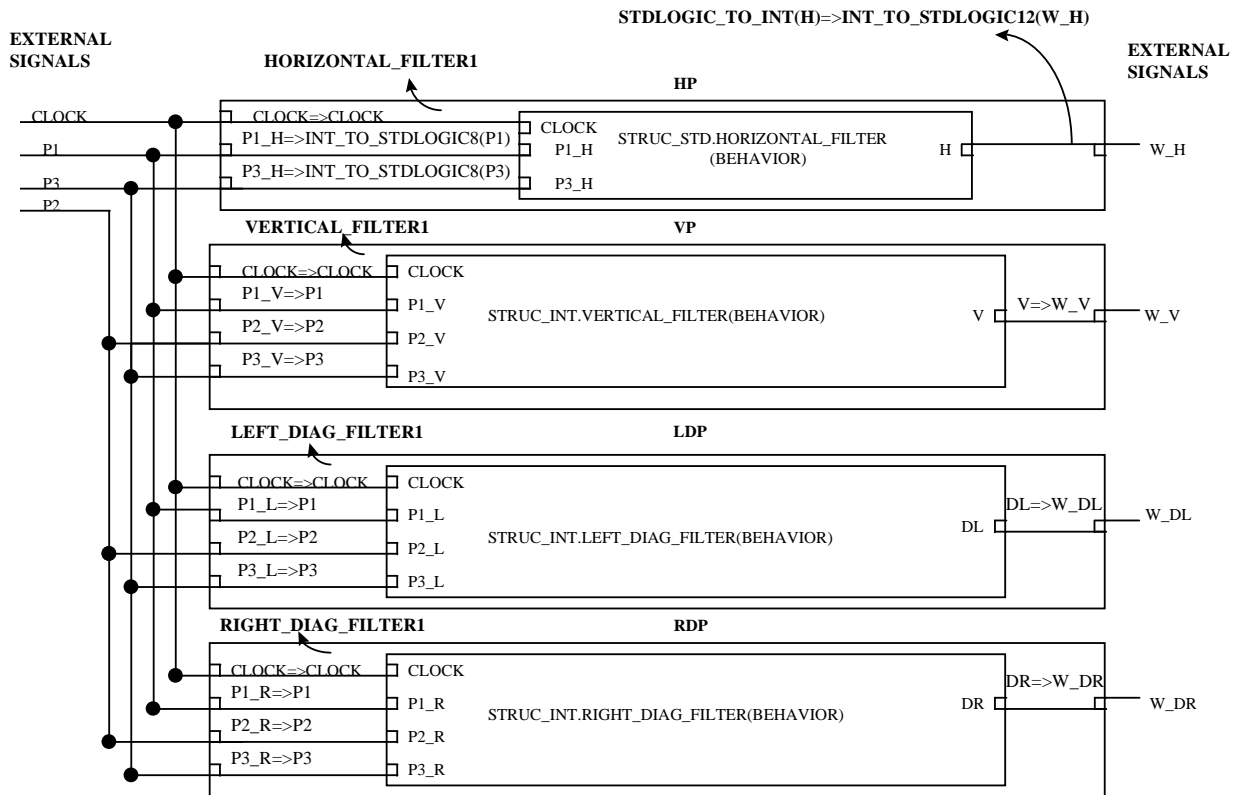 STDLOGIC_TO_INT(H)=>INT_TO_STDLOGIC12(W_H)
EXTERNAL
SIGNALS
EXTERNAL
SIGNALS
HORIZONTAL_FILTER1
HP
CLOCK
CLOCK=>CLOCK
CLOCK
P1
P1_H=>INT_TO_STDLOGIC8(P1)
P1_H
STRUC_STD.HORIZONTAL_FILTER
(BEHAVIOR)
H
W_H
P3
P3_H=>INT_TO_STDLOGIC8(P3)
P3_H
P2
VERTICAL_FILTER1
VP
CLOCK=>CLOCK
CLOCK
P1_V=>P1
P1_V
STRUC_INT.VERTICAL_FILTER(BEHAVIOR)
V
V=>W_V
W_V
P2_V=>P2
P2_V
P3_V=>P3
P3_V
LEFT_DIAG_FILTER1
LDP
CLOCK=>CLOCK
CLOCK
P1_L=>P1
P1_L
STRUC_INT.LEFT_DIAG_FILTER(BEHAVIOR)
DL
DL=>W_DL
W_DL
P2_L=>P2
P2_L
P3_L=>P3
P3_L
RIGHT_DIAG_FILTER1
RDP
CLOCK=>CLOCK
CLOCK
P1_R=>P1
P1_R
STRUC_INT.RIGHT_DIAG_FILTER(BEHAVIOR)
DR
DR=>W_DR
W_DR
P2_R=>P2
P2_R
P3_R=>P3
P3_R